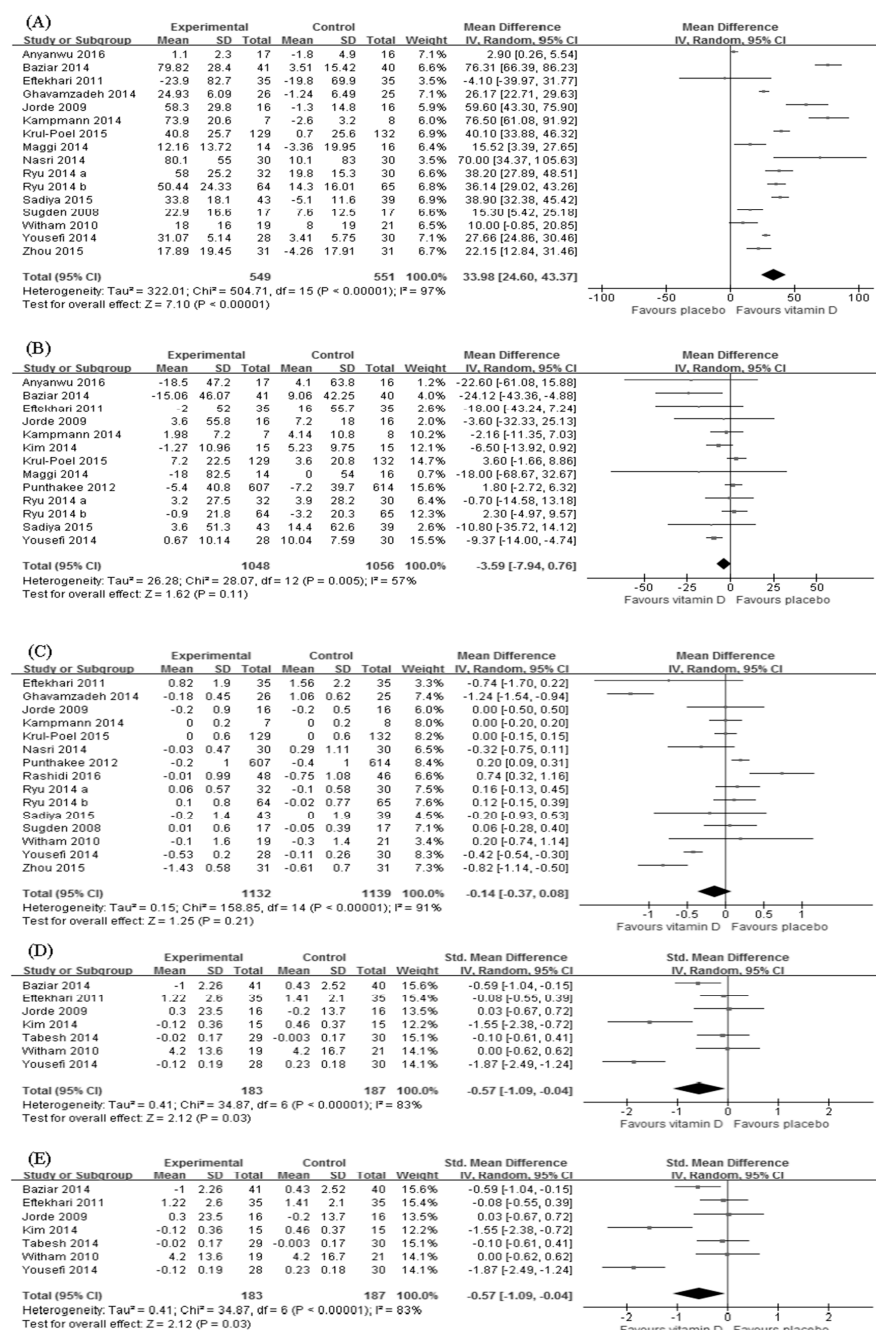 (A)
Experimental Control Mean Difference Mean Difference
Study or Subgroup Mean SD Total Mean SD Total Weight IV, Random, 95% CI IV, Random, 95% CI
Anyanwu 2016 1.1 2.3 17 -1.8 4.9 16 7.1% 2.90 [0.26, 5.54]
Baziar 2014 79.82 28.4 41 3.51 15.42 40 6.6% 76.31 [66.39, 86.23]
Eftekhari 2011 -23.9 82.7 35 -19.8 69.9 35 3.4% -4.10 [-39.97, 31.77]
Ghavamzadeh 2014 24.93 6.09 26 -1.24 6.49 25 7.1% 26.17 [22.71, 29.63]
Jorde 2009 58.3 29.8 16 -1.3 14.8 16 5.9% 59.60 [43.30, 75.90]
Kampmann 2014 73.9 20.6 7 -2.6 3.2 8 6.0% 76.50 [61.08, 91.92]
Krul-Poel 2015 40.8 25.7 129 0.7 25.6 132 7.0% 40.10 [33.88, 46.32]
Maggi 2014 12.16 13.72 14 -3.36 19.95 16 6.4% 15.52 [3.39, 27.65]
Nasri 2014 80.1 55 30 10.1 83 30 3.5% 70.00 [34.37, 105.63]
Ryu 2014 a 58 25.2 32 19.8 15.3 30 6.6% 38.20 [27.89, 48.51]
Ryu 2014 b 50.44 24.33 64 14.3 16.01 65 6.9% 36.14 [29.02, 43.26]
Sadiya 2015 33.8 18.1 43 -5.1 11.6 39 6.9% 38.90 [32.38, 45.42]
Sugden 2008 22.9 16.6 17 7.6 12.5 17 6.6% 15.30 [5.42, 25.18]
Witham 2010 18 16 19 8 19 21 6.5% 10.00 [-0.85, 20.85]
Yousefi 2014 31.07 5.14 28 3.41 5.75 30 7.1% 27.66 [24.86, 30.46]
Zhou 2015 17.89 19.45 31 -4.26 17.91 31 6.7% 22.15 [12.84, 31.46]
Total (95% CI) 549 551 100.0% 33.98 [24.60, 43.37]
Heterogeneity: Tau² = 322.01; Chi² = 504.71, df = 15 (P < 0.00001); I² = 97%
Test for overall effect: Z = 7.10 (P < 0.00001)
-100 -50 0 50 100
Favours placebo Favours vitamin D
(B)
Experimental Control Mean Difference Mean Difference
Study or Subgroup Mean SD Total Mean SD Total Weight IV, Random, 95% CI IV, Random, 95% CI
Anyanwu 2016 -18.5 47.2 17 4.1 63.8 16 1.2% -22.60 [-61.08, 15.88]
Baziar 2014 -15.06 46.07 41 9.06 42.25 40 4.1% -24.12 [-43.36, -4.88]
Eftekhari 2011 -2 52 35 16 55.7 35 2.6% -18.00 [-43.24, 7.24]
Jorde 2009 3.6 55.8 16 7.2 18 16 2.1% -3.60 [-32.33, 25.13]
Kampmann 2014 1.98 7.2 7 4.14 10.8 8 10.2% -2.16 [-11.35, 7.03]
Kim 2014 -1.27 10.96 15 5.23 9.75 15 12.1% -6.50 [-13.92, 0.92]
Krul-Poel 2015 7.2 22.5 129 3.6 20.8 132 14.7% 3.60 [-1.66, 8.86]
Maggi 2014 -18 82.5 14 0 54 16 0.7% -18.00 [-68.67, 32.67]
Punthakee 2012 -5.4 40.8 607 -7.2 39.7 614 15.6% 1.80 [-2.72, 6.32]
Ryu 2014 a 3.2 27.5 32 3.9 28.2 30 6.2% -0.70 [-14.58, 13.18]
Ryu 2014 b -0.9 21.8 64 -3.2 20.3 65 12.3% 2.30 [-4.97, 9.57]
Sadiya 2015 3.6 51.3 43 14.4 62.6 39 2.6% -10.80 [-35.72, 14.12]
Yousefi 2014 0.67 10.14 28 10.04 7.59 30 15.5% -9.37 [-14.00, -4.74]
Total (95% CI) 1048 1056 100.0% -3.59 [-7.94, 0.76]
Heterogeneity: Tau² = 26.28; Chi² = 28.07, df = 12 (P = 0.005); I² = 57%
Test for overall effect: Z = 1.62 (P = 0.11)
-50 -25 0 25 50
Favours vitamin D Favours placebo
(C)
Experimental Control Mean Difference Mean Difference
Study or Subgroup Mean SD Total Mean SD Total Weight IV, Random, 95% CI IV, Random, 95% CI
Eftekhari 2011 0.82 1.9 35 1.56 2.2 35 3.3% -0.74 [-1.70, 0.22]
Ghavamzadeh 2014 -0.18 0.45 26 1.06 0.62 25 7.4% -1.24 [-1.54, -0.94]
Jorde 2009 -0.2 0.9 16 -0.2 0.5 16 5.9% 0.00 [-0.50, 0.50]
Kampmann 2014 0 0.2 7 0 0.2 8 8.0% 0.00 [-0.20, 0.20]
Krul-Poel 2015 0 0.6 129 0 0.6 132 8.2% 0.00 [-0.15, 0.15]
Nasri 2014 -0.03 0.47 30 0.29 1.11 30 6.4% -0.32 [-0.75, 0.11]
Punthakee 2012 -0.2 1 607 -0.4 1 614 8.4% 0.20 [0.09, 0.31]
Rashidi 2016 -0.01 0.99 48 -0.75 1.08 46 6.5% 0.74 [0.32, 1.16]
Ryu 2014 a 0.06 0.57 32 -0.1 0.58 30 7.4% 0.16 [-0.13, 0.45]
Ryu 2014 b 0.1 0.8 64 -0.02 0.77 65 7.6% 0.12 [-0.15, 0.39]
Sadiya 2015 -0.2 1.4 43 0 1.9 39 4.4% -0.20 [-0.93, 0.53]
Sugden 2008 0.01 0.6 17 -0.05 0.39 17 7.1% 0.06 [-0.28, 0.40]
Witham 2010 -0.1 1.6 19 -0.3 1.4 21 3.4% 0.20 [-0.74, 1.14]
Yousefi 2014 -0.53 0.2 28 -0.11 0.26 30 8.3% -0.42 [-0.54, -0.30]
Zhou 2015 -1.43 0.58 31 -0.61 0.7 31 7.3% -0.82 [-1.14, -0.50]
Total (95% CI) 1132 1139 100.0% -0.14 [-0.37, 0.08]
Heterogeneity: Tau² = 0.15; Chi² = 158.85, df = 14 (P < 0.00001); I² = 91%
Test for overall effect: Z = 1.25 (P = 0.21)
-1 -0.5 0 0.5 1
Favours vitamin D Favours placebo
(D)
Experimental Control Std. Mean Difference Std. Mean Difference
Study or Subgroup Mean SD Total Mean SD Total Weight IV, Random, 95% CI IV, Random, 95% CI
Baziar 2014 -1 2.26 41 0.43 2.52 40 15.6% -0.59 [-1.04, -0.15]
Eftekhari 2011 1.22 2.6 35 1.41 2.1 35 15.5% -0.08 [-0.55, 0.39]
Jorde 2009 0.3 23.5 16 -0.2 13.7 16 13.5% 0.03 [-0.67, 0.72]
Kim 2014 -0.12 0.36 15 0.46 0.37 15 12.3% -1.55 [-2.38, -0.72]
Tabesh 2014 -0.02 0.17 29 -0.003 0.17 30 15.1% -0.10 [-0.61, 0.41]
Witham 2010 4.2 13.6 19 4.2 16.7 21 14.1% 0.00 [-0.62, 0.62]
Yousefi 2014 -0.12 0.19 28 0.23 0.18 30 14.1% -1.87 [-2.49, -1.24]
Total (95% CI) 183 187 100.0% -0.57 [-1.09, -0.04]
Heterogeneity: Tau² = 0.41; Chi² = 34.87, df = 6 (P < 0.00001); I² = 83%
Test for overall effect: Z = 2.12 (P = 0.03)
-2 -1 0 1 2
Favours vitamin D Favours placebo
(E)
Experimental Control Std. Mean Difference Std. Mean Difference
Study or Subgroup Mean SD Total Mean SD Total Weight IV, Random, 95% CI IV, Random, 95% CI
Baziar 2014 -1 2.26 41 0.43 2.52 40 15.6% -0.59 [-1.04, -0.15]
Eftekhari 2011 1.22 2.6 35 1.41 2.1 35 15.5% -0.08 [-0.55, 0.39]
Jorde 2009 0.3 23.5 16 -0.2 13.7 16 13.5% 0.03 [-0.67, 0.72]
Kim 2014 -0.12 0.36 15 0.46 0.37 15 12.3% -1.55 [-2.38, -0.72]
Tabesh 2014 -0.02 0.17 29 -0.003 0.17 30 15.1% -0.10 [-0.61, 0.41]
Witham 2010 4.2 13.6 19 4.2 16.7 21 14.1% 0.00 [-0.62, 0.62]
Yousefi 2014 -0.12 0.19 28 0.23 0.18 30 14.1% -1.87 [-2.49, -1.24]
Total (95% CI) 183 187 100.0% -0.57 [-1.09, -0.04]
Heterogeneity: Tau² = 0.41; Chi² = 34.87, df = 6 (P < 0.00001); I² = 83%
Test for overall effect: Z = 2.12 (P = 0.03)
-2 -1 0 1 2
Favours vitamin D Favours placebo